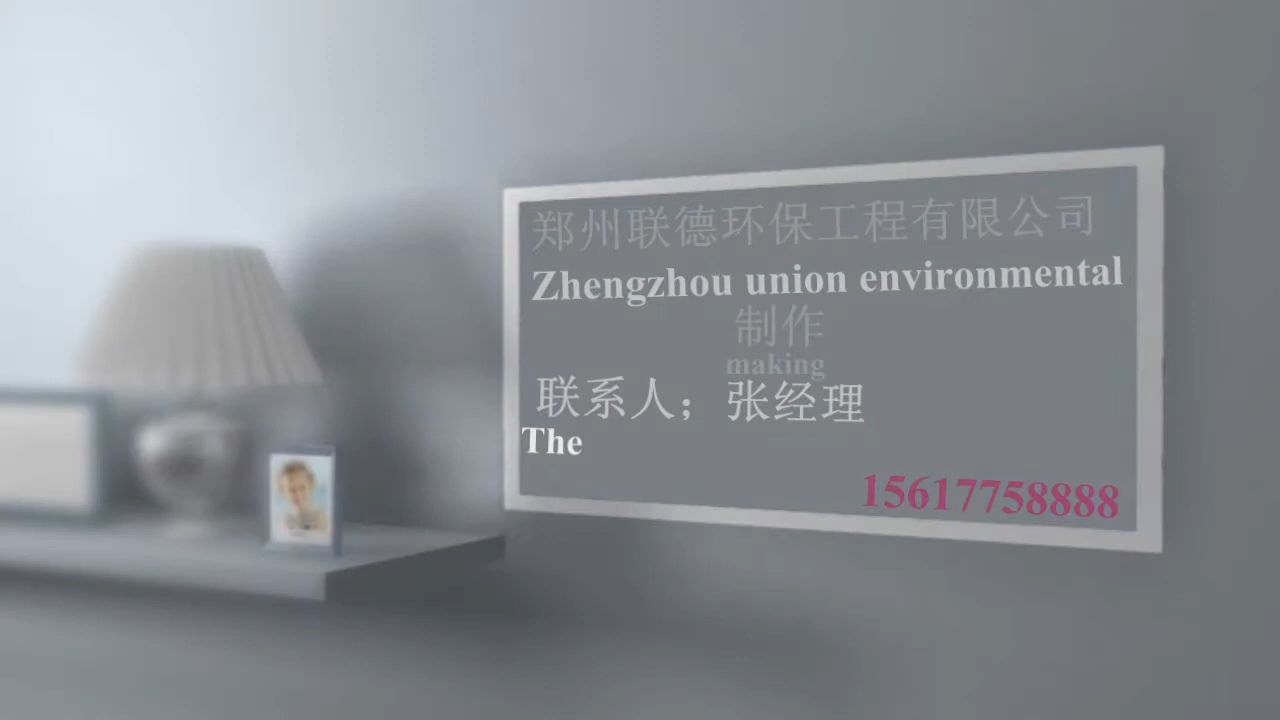 郑州联德环保工程有限公司
Zhengzhou union environmental
制作
making
联系人；张经理
The
15617758888